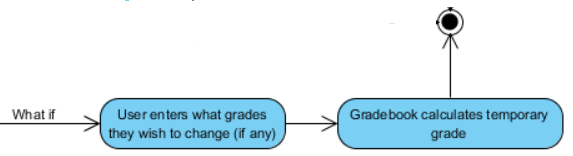 What if
User enters what grades
they wish to change (if any)
Gradebook calculates temporary
grade